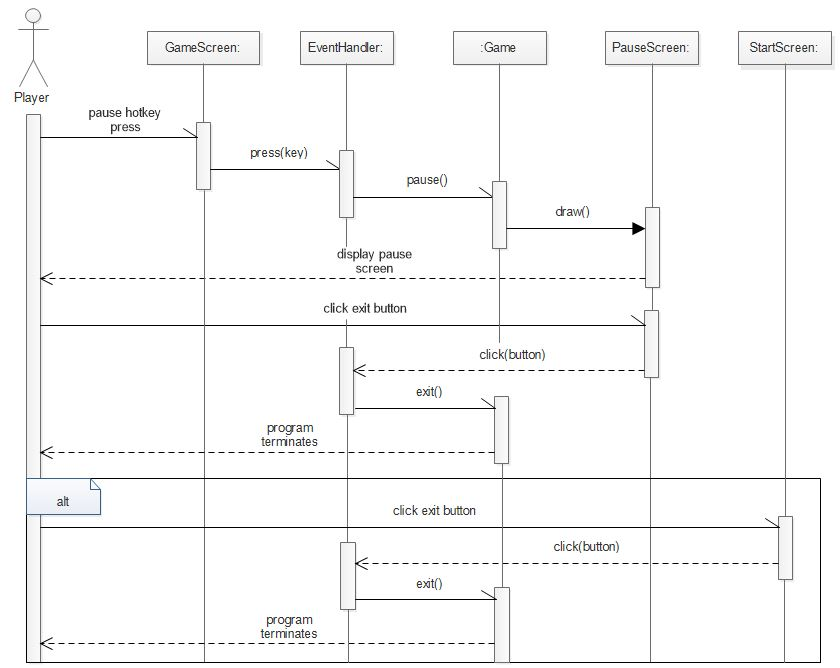 GameScreen:
EventHandler:
:Game
PauseScreen:
StartScreen:
Player
pause hotkey
press
press(key)
pause()
draw()
display pause
screen
click exit button
click(button)
exit()
program
terminates
alt
click exit button
click(button)
exit()
program
terminates